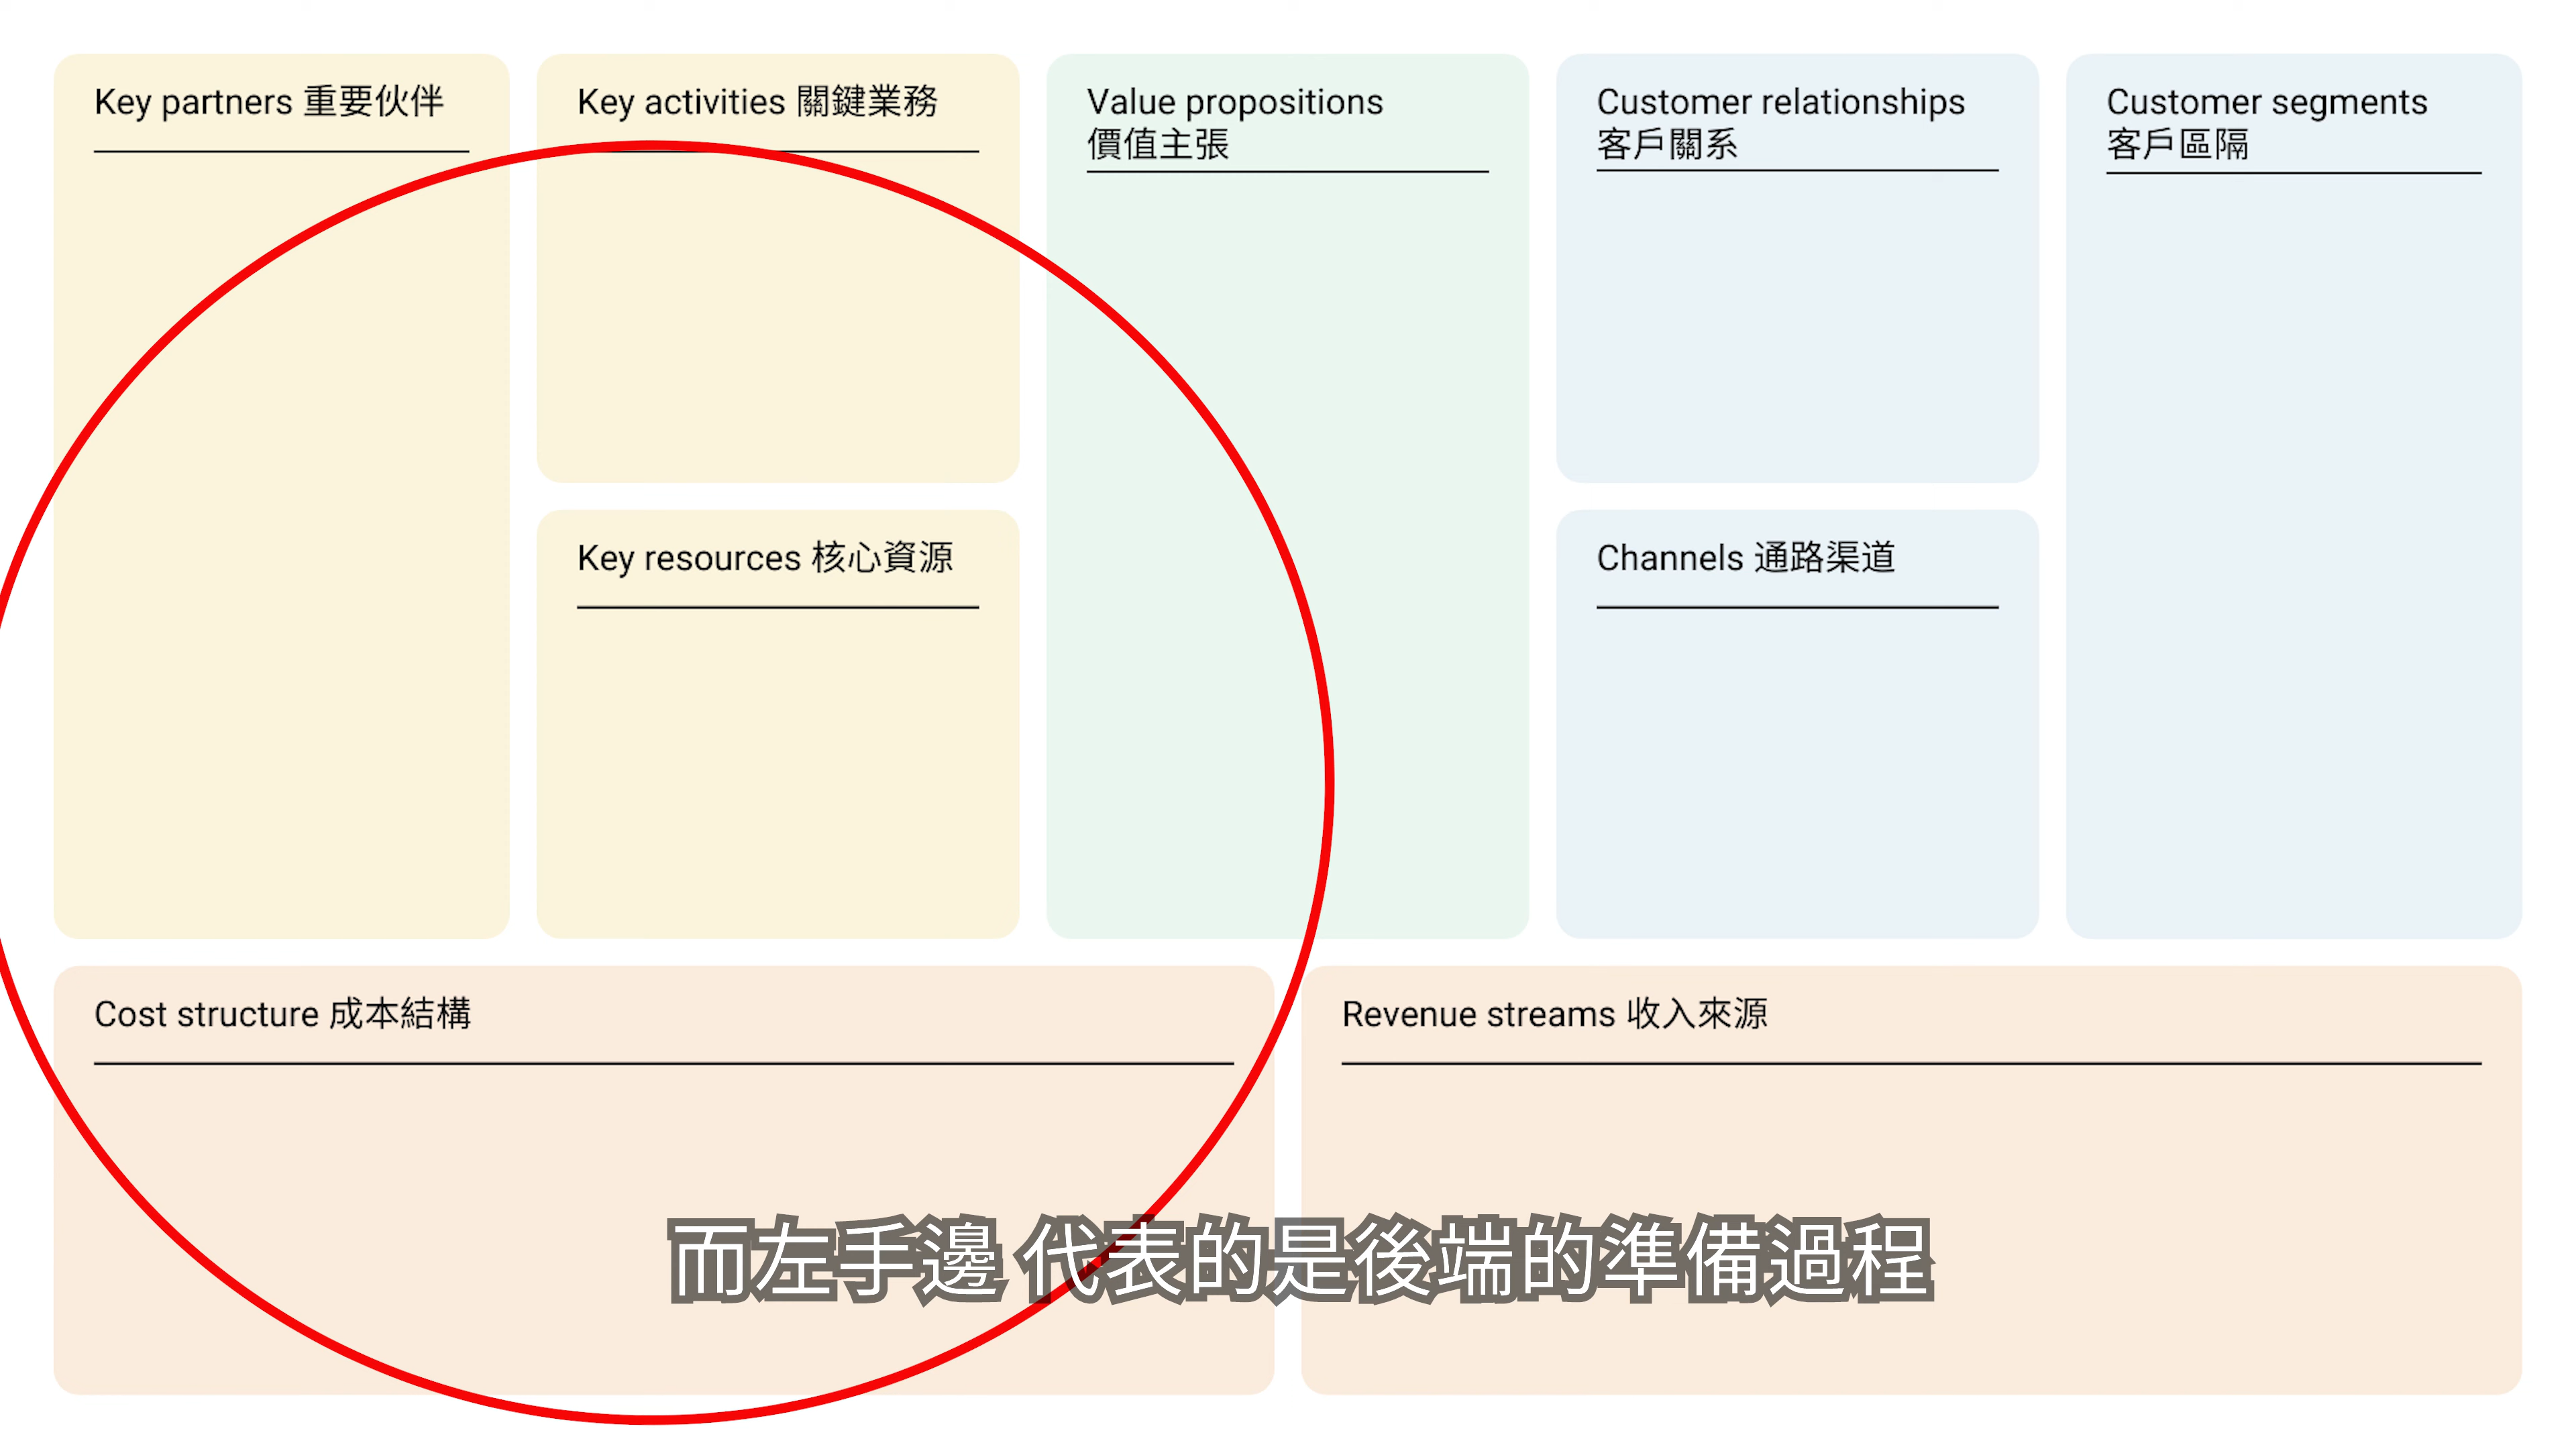 Key partners 重要伙伴
Key activities 關鍵業務
Key resources 核心資源
Value propositions
價值主張
Customer relationships
客戶關系
Channels 通路渠道
Customer segments
客戶區隔
Cost structure 成本結構
Revenue streams 收入來源
而左手邊 代表的是後端的準備過程